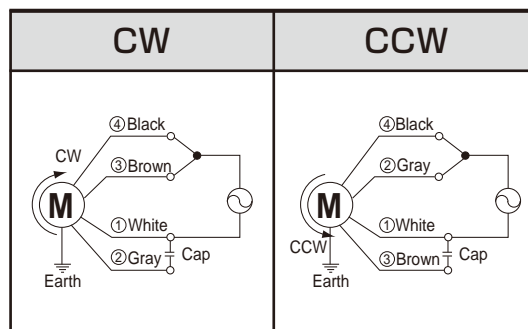 CW
CCW
④Black
CW
③Brown
M
①White
②Gray
Cap
Earth
④Black
②Gray
M
①White
CCW
③Brown
Cap
Earth